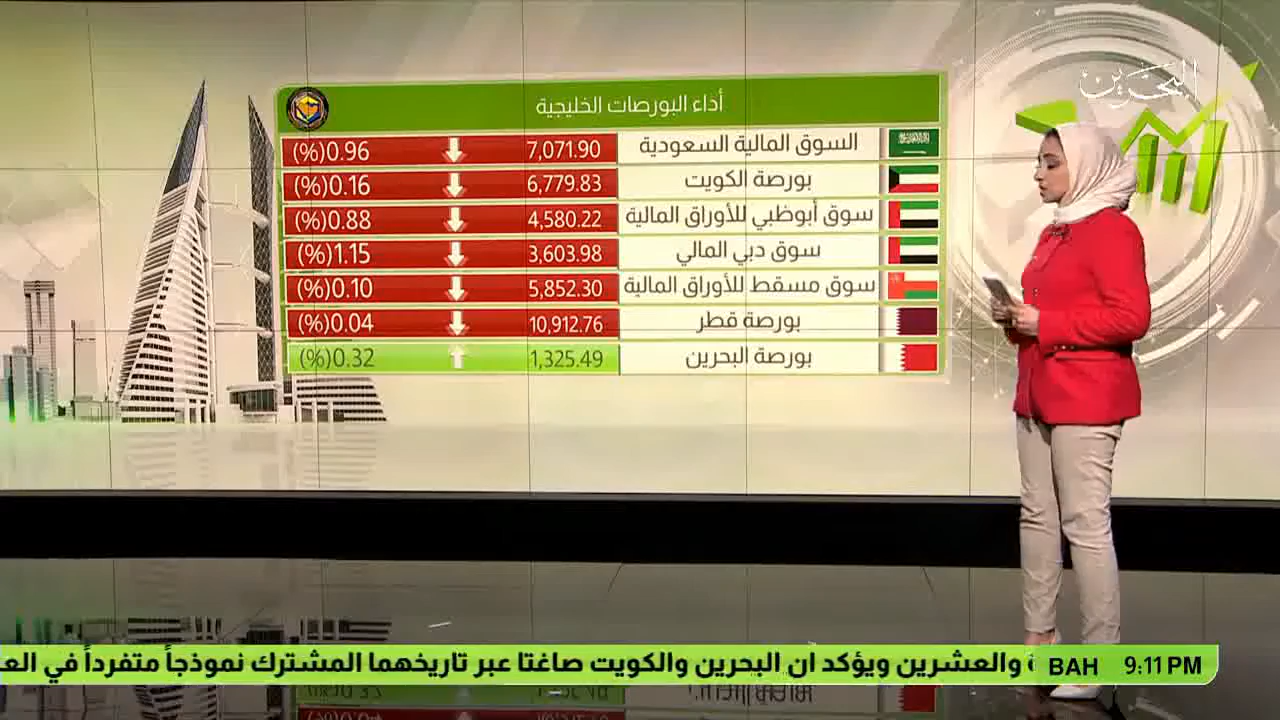 البحرين
أداء البورصات الخليجية
السوق المالية السعودية 7,071.90 (%)0.96
بورصة الكويت 6,779.83 (%)0.16
سوق أبوظبي للأوراق المالية 4,580.22 (%)0.88
سوق دبي المالي 3,603.98 (%)1.15
سوق مسقط للأوراق المالية 5,852.30 (%)0.10
بورصة قطر 10,912.76 (%)0.04
بورصة البحرين 1,325.49 (%)0.32
والعشرين ويؤكد ان البحرين والكويت صاغتا عبر تاريخهما المشترك نموذجاً متفرداً في
BAH 9:11 PM